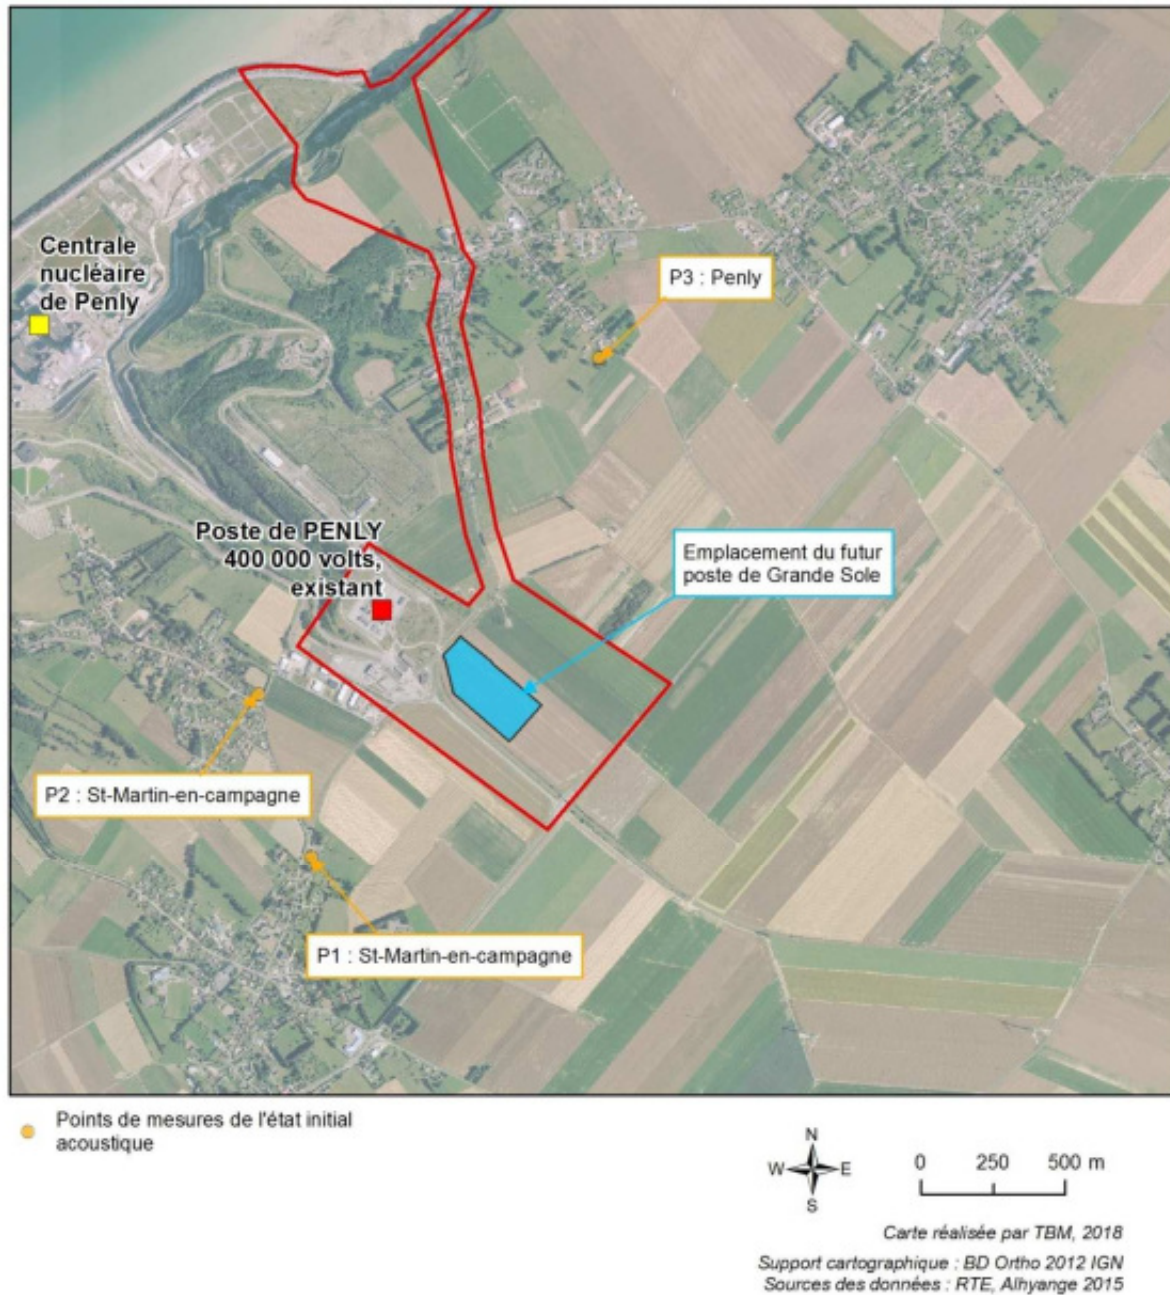 Centrale
nucléaire
de Penly
P3 : Penly
Poste de PENLY
400 000 volts,
existant
Emplacement du futur
poste de Grande Sole
P2 : St-Martin-en-campagne
P1 : St-Martin-en-campagne
Points de mesures de l'état initial
acoustique
N
W E
S
0 250 500 m
Carte réalisée par TBM, 2018
Support cartographique : BD Ortho 2012 IGN
Sources des données : RTE, Alhyange 2015